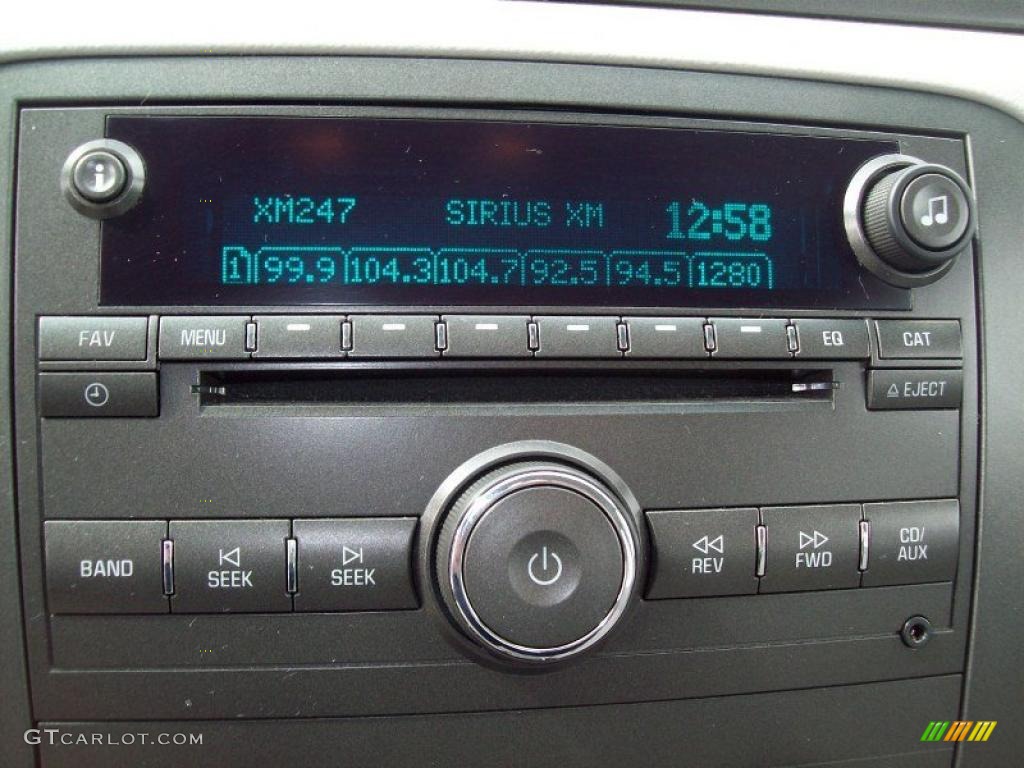 i
XM247 SIRIUS XM 12:58
1 99.9 104.3 104.7 92.5 94.5 1280
FAV MENU EQ CAT
EJECT
BAND SEEK SEEK REV FWD CD/
AUX
GTCARLOT.COM